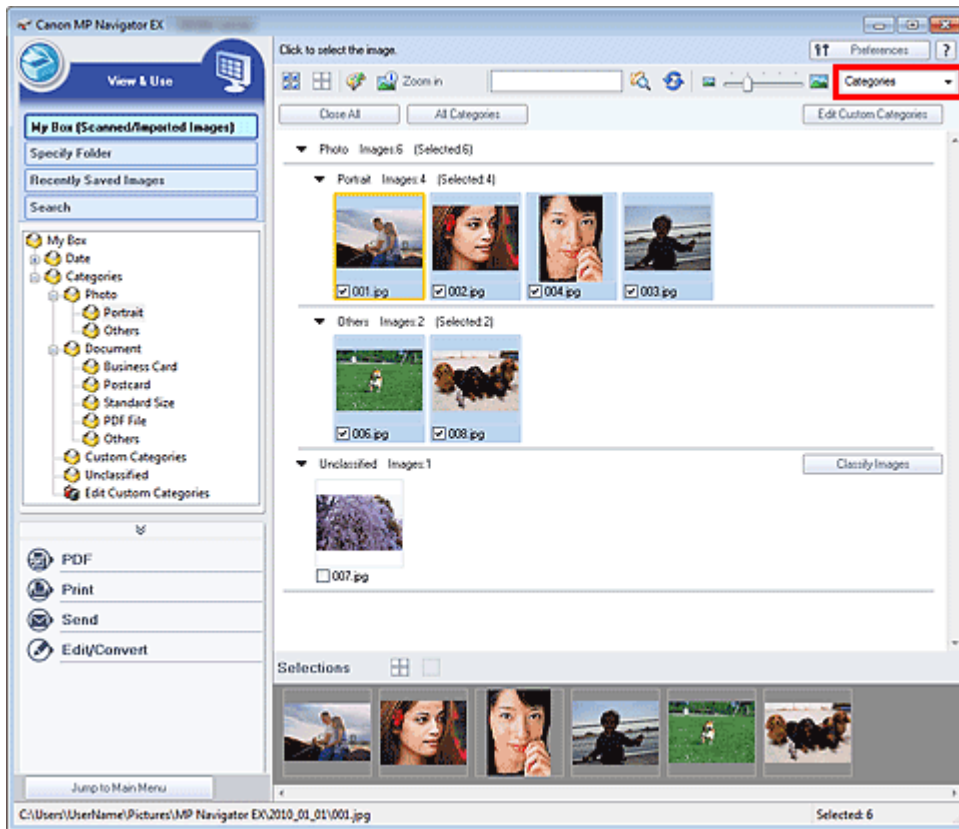 Canon MP Navigator EX
View & Use
Click to select the image.
Preferences
?
Zoom in
Categories
Close All
All Categories
Edit Custom Categories
My Box (Scanned/Imported Images)
Specify Folder
Recently Saved Images
Search
My Box
Date
Categories
Photo
Portrait
Others
Document
Business Card
Postcard
Standard Size
PDF File
Others
Custom Categories
Unclassified
Edit Custom Categories
PDF
Print
Send
Edit/Convert
Jump to Main Menu
Photo Images:6 (Selected:6)
Portrait Images:4 (Selected:4)
001.jpg
002.jpg
004.jpg
003.jpg
Others Images:2 (Selected:2)
006.jpg
008.jpg
Unclassified Images:1
Classify Images
007.jpg
Selections
C:\Users\UserName\Pictures\MP Navigator EX\2010_01_01\001.jpg
Selected: 6